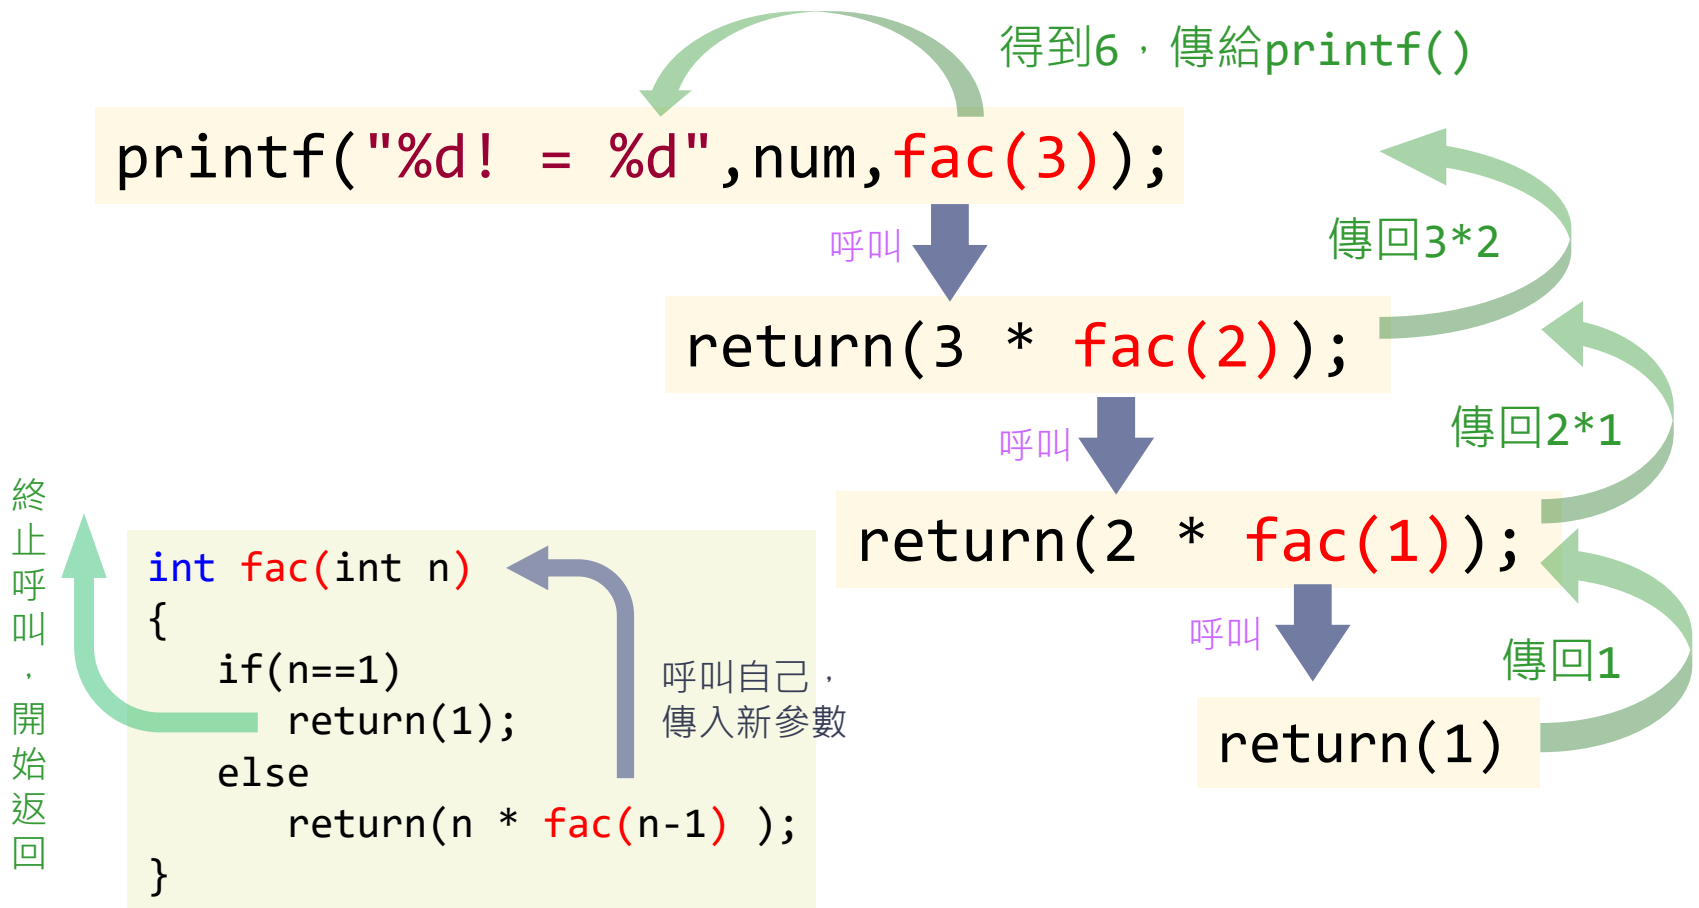 得到6，傳給printf()
printf("%d! = %d",num,fac(3));
呼叫
傳回3*2
return(3 * fac(2));
呼叫
傳回2*1
return(2 * fac(1));
呼叫
傳回1
return(1)
終止呼叫，開始返回
int fac(int n)
{
if(n==1)
return(1);
else
return(n * fac(n-1) );
}
呼叫自己，
傳入新參數